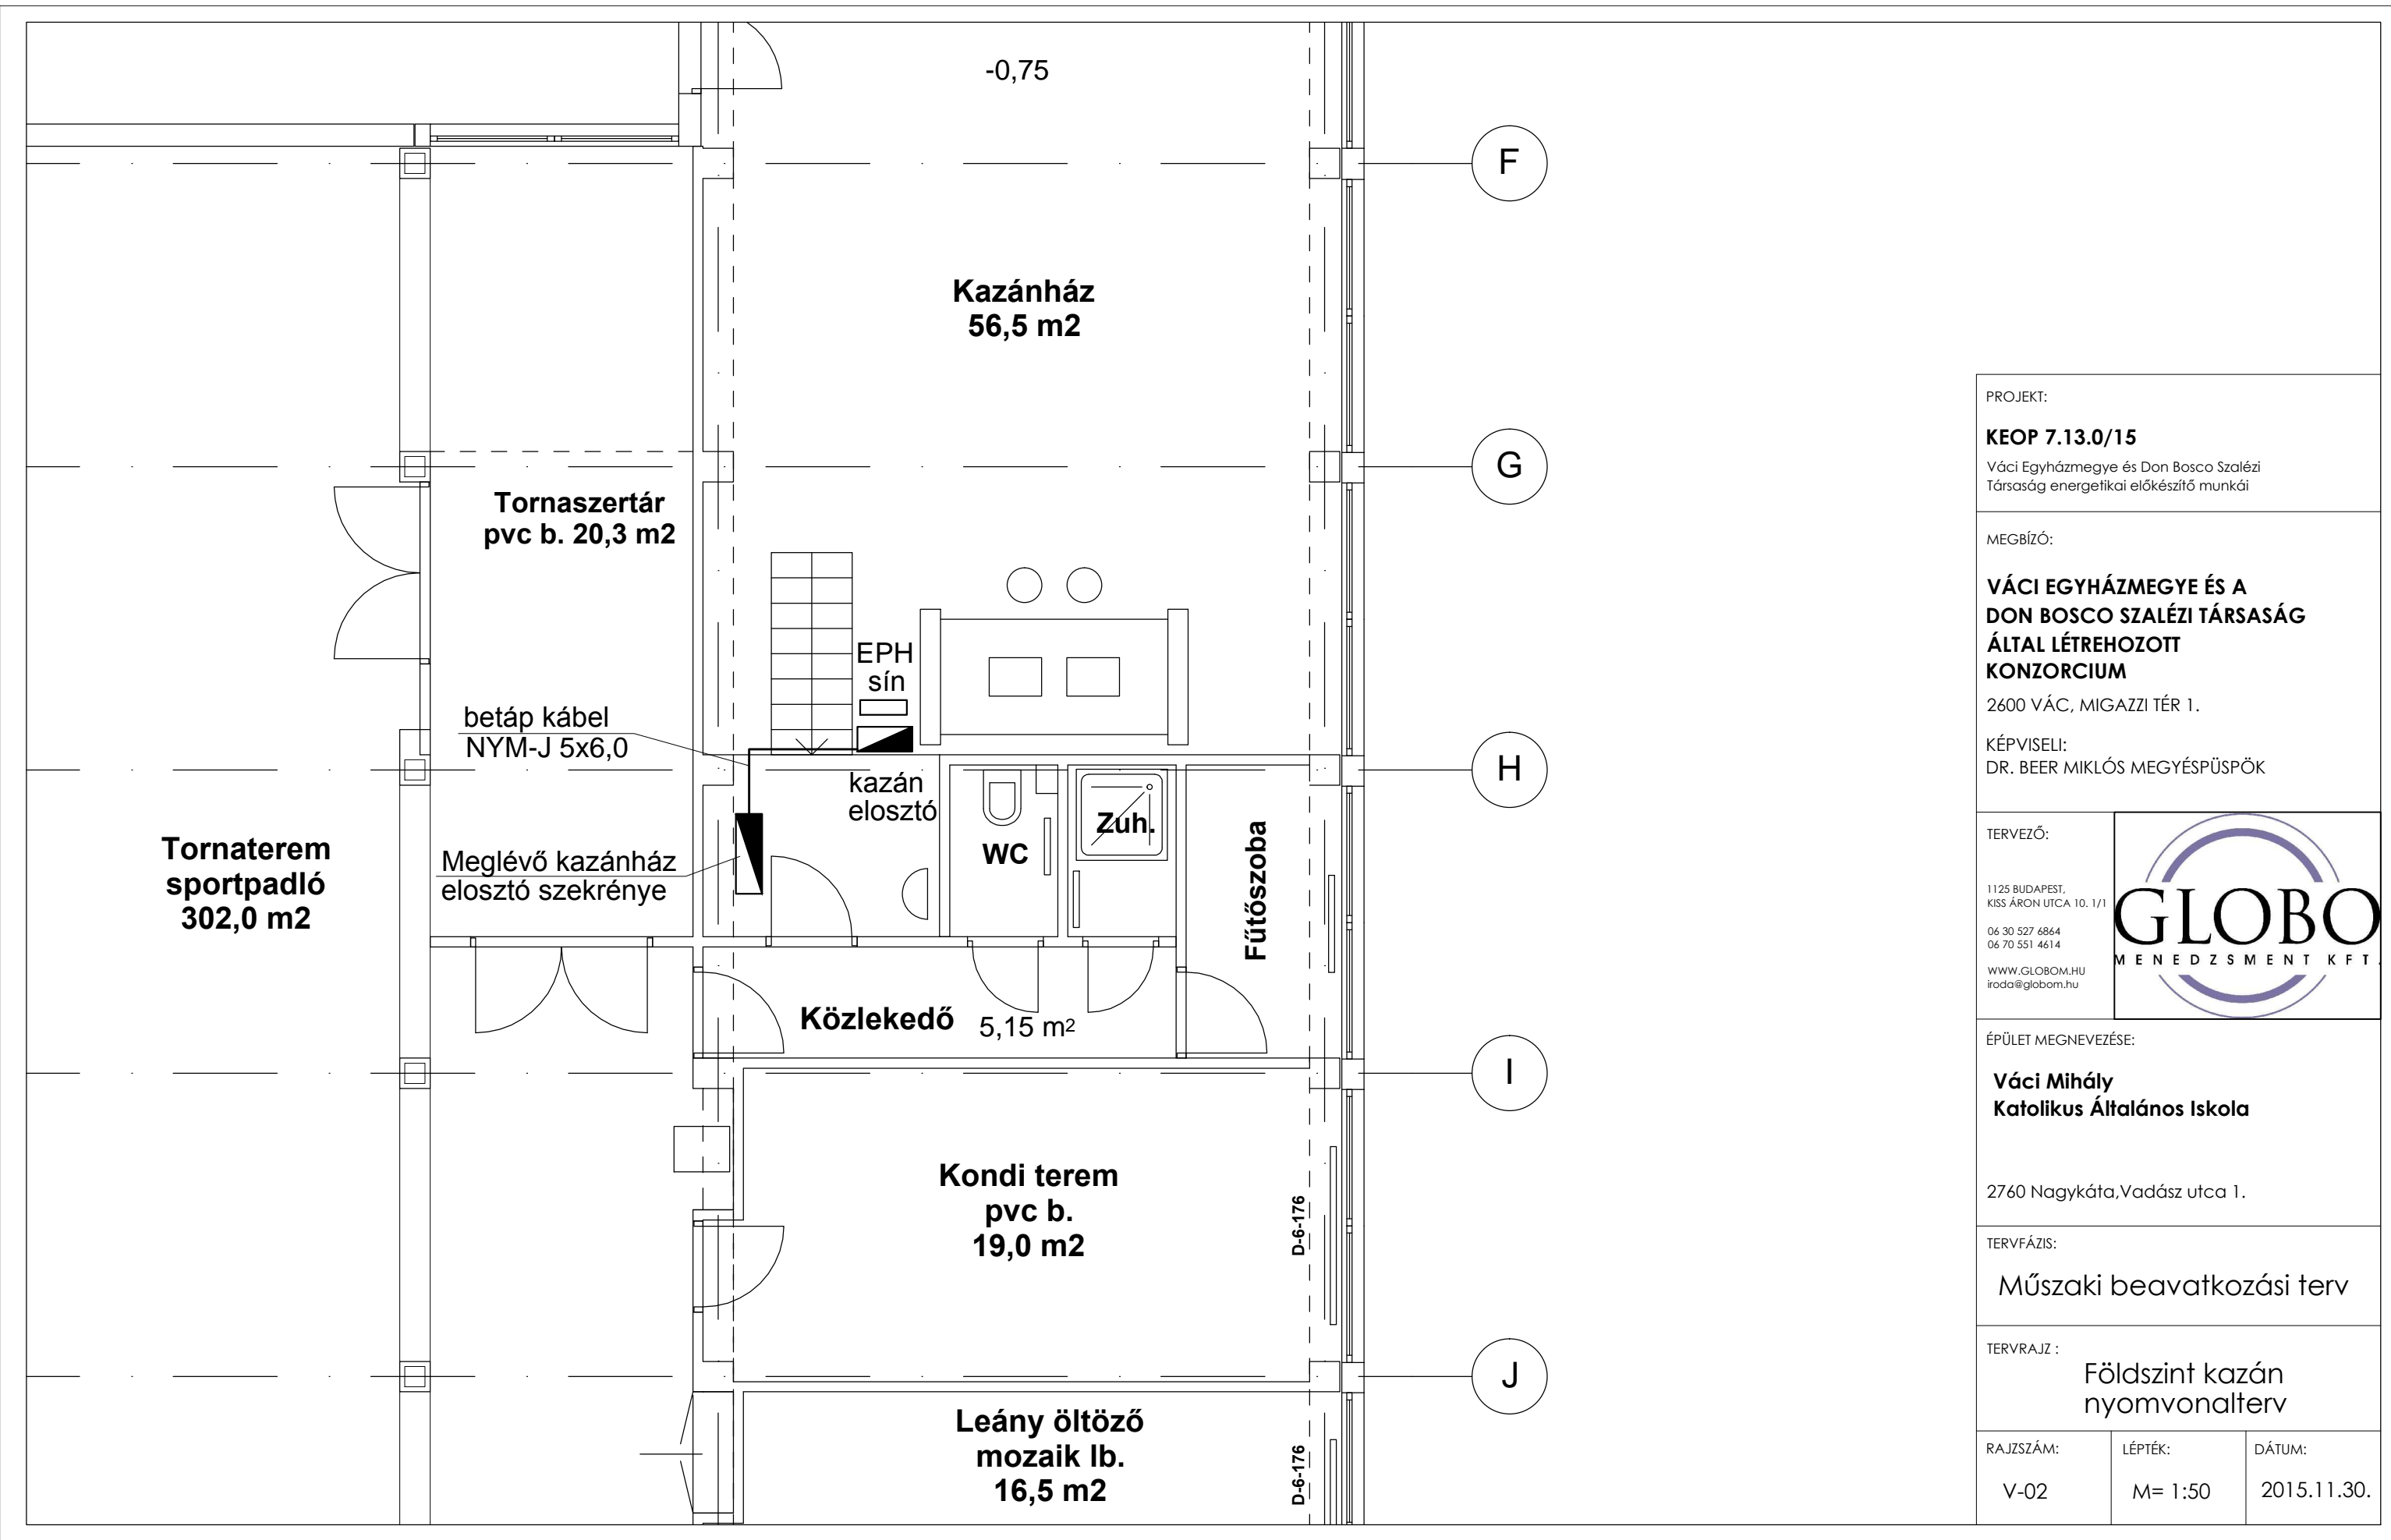 -0,75
F
Kazánház
56,5 m2
G
Tornaszertár
pvc b. 20,3 m2
EPH
sín
betáp kábel
NYM-J 5x6,0
H
kazán
elosztó
Tornaterem
sportpadló
302,0 m2
Meglévő kazánház
elosztó szekrénye
WC
Zuh.
Fűtőszoba
Közlekedő 5,15 m²
I
Kondi terem
pvc b.
19,0 m2
D-6-176
J
Leány öltöző
mozaik lb.
16,5 m2
D-6-176
PROJEKT:
KEOP 7.13.0/15
Váci Egyházmegye és Don Bosco Szalézi
Társaság energetikai előkészítő munkái
MEGBÍZÓ:
VÁCI EGYHÁZMEGYE ÉS A
DON BOSCO SZALÉZI TÁRSASÁG
ÁLTAL LÉTREHOZOTT
KONZORCIUM
2600 VÁC, MIGAZZI TÉR 1.
KÉPVISELI:
DR. BEER MIKLÓS MEGYÉSPÜSPÖK
TERVEZŐ:
1125 BUDAPEST,
KISS ÁRON UTCA 10. 1/1
06 30 527 6864
06 70 551 4614
WWW.GLOBOM.HU
iroda@globom.hu
GLOBO
MENEDZSMENT KFT.
ÉPÜLET MEGNEVEZÉSE:
Váci Mihály
Katolikus Általános Iskola
2760 Nagykáta,Vadász utca 1.
TERVFÁZIS:
Műszaki beavatkozási terv
TERVRAJZ :
Földszint kazán
nyomvonalterv
RAJZSZÁM:
V-02
LÉPTÉK:
M= 1:50
DÁTUM:
2015.11.30.